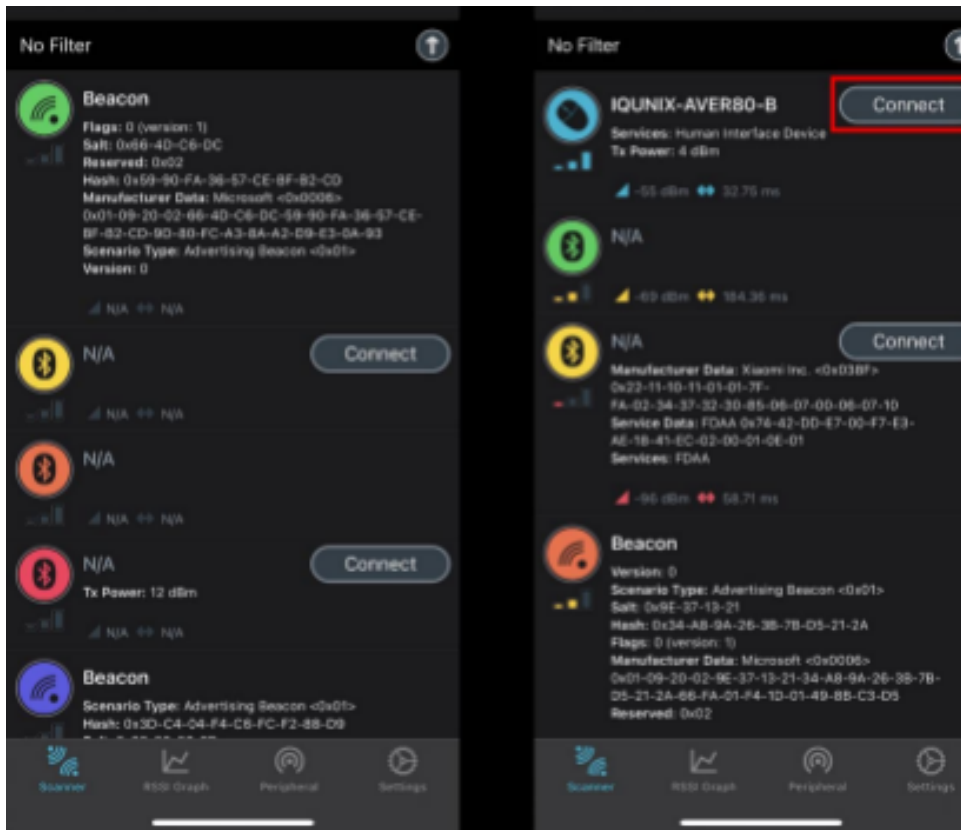 No Filter
Beacon
Flags: 0 (version: 1)
Salt: 0x66-4D-C6-DC
Reserved: 0x02
Hash: 0x59-90-FA-36-57-CE-BF-B2-CD
Manufacturer Data: Microsoft <0x0006>
0x01-09-20-02-66-4D-C6-DC-59-90-FA-36-57-CE-
BF-B2-CD-9D-80-FC-A3-8A-A2-D9-E3-0A-93
Scenario Type: Advertising Beacon <0x01>
Version: 0
N/A N/A
N/A
Connect
N/A N/A
N/A
N/A N/A
N/A
Connect
Tx Power: 12 dBm
N/A N/A
Beacon
Scenario Type: Advertising Beacon <0x01>
Hash: 0x3D-C4-04-F4-C6-FC-F2-88-D9
Scanner
RSSI Graph
Peripheral
Settings
No Filter
IQUNIX-AVER80-B
Connect
Services: Human Interface Device
Tx Power: 4 dBm
-55 dBm 32.75 ms
N/A
-69 dBm 184.36 ms
N/A
Connect
Manufacturer Data: Xiaomi Inc. <0x038F>
0x22-11-10-11-01-01-7F-
FA-02-34-37-32-30-85-06-07-0D-06-07-10
Service Data: FDAA 0x74-42-DD-E7-00-F7-E3-
AE-18-41-EC-02-00-01-0E-01
Services: FDAA
-96 dBm 58.71 ms
Beacon
Version: 0
Scenario Type: Advertising Beacon <0x01>
Salt: 0x9E-37-13-21
Hash: 0x34-A8-9A-26-3B-7B-D5-21-2A
Flags: 0 (version: 1)
Manufacturer Data: Microsoft <0x0006>
0x01-09-20-02-9E-37-13-21-34-A8-9A-26-3B-7B-
D5-21-2A-66-FA-01-F4-1D-01-49-8B-C3-D5
Reserved: 0x02
Scanner
RSSI Graph
Peripheral
Settings